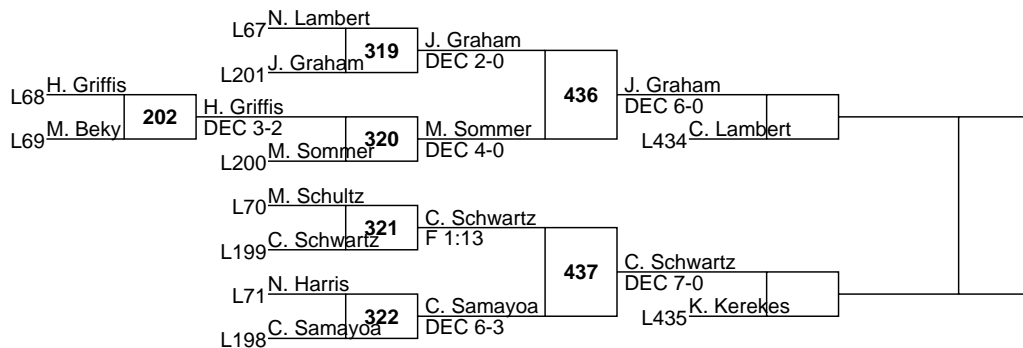 L67 N. Lambert
319
J. Graham
DEC 2-0
L201 J. Graham
436
J. Graham
DEC 6-0
L68 H. Griffis
202
H. Griffis
DEC 3-2
L69 M. Beky
320
M. Sommer
DEC 4-0
L434 C. Lambert
L200 M. Sommer
L70 M. Schultz
321
C. Schwartz
F 1:13
L199 C. Schwartz
437
C. Schwartz
DEC 7-0
L71 N. Harris
322
C. Samayoa
DEC 6-3
L435 K. Kerekes
L198 C. Samayoa